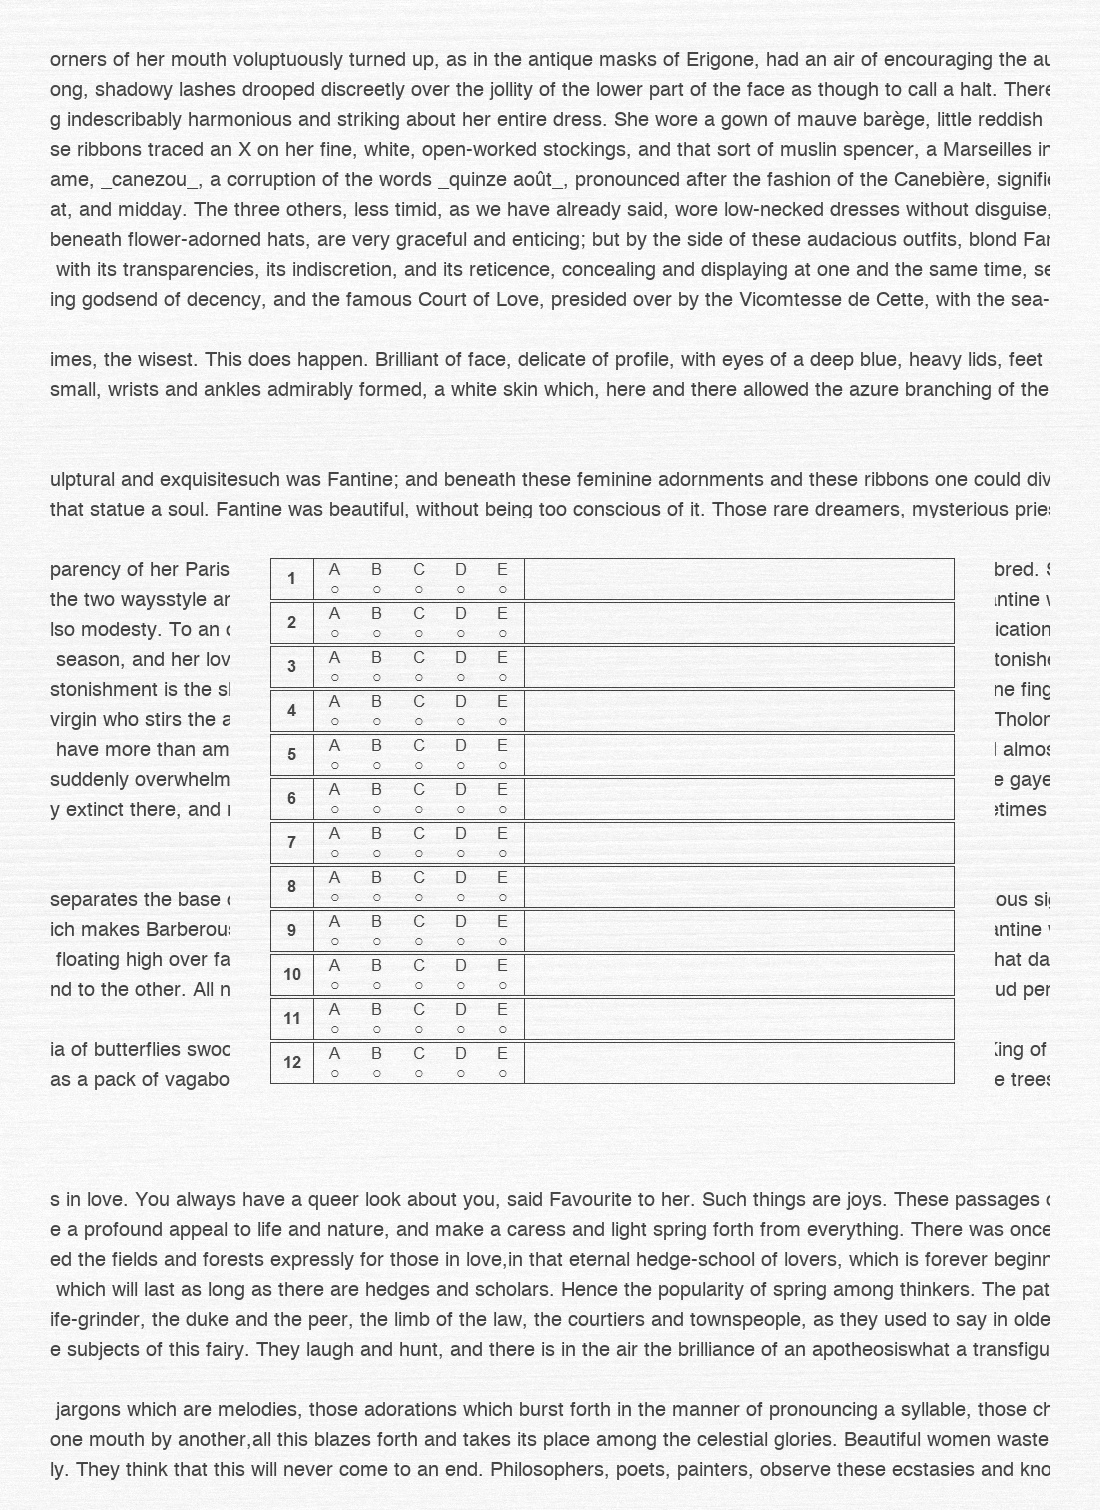 orners of her mouth voluptuously turned up, as in the antique masks of Erigone, had an air of encouraging the
ong, shadowy lashes drooped discreetly over the jollity of the lower part of the face as though to call a halt. There
g indescribably harmonious and striking about her entire dress. She wore a gown of mauve barège, little reddish
se ribbons traced an X on her fine, white, open-worked stockings, and that sort of muslin spencer, a Marseilles in
ame, _canezou_, a corruption of the words _quinze août_, pronounced after the fashion of the Canebière, signifie
at, and midday. The three others, less timid, as we have already said, wore low-necked dresses without disguise,
beneath flower-adorned hats, are very graceful and enticing; but by the side of these audacious outfits, blond
with its transparencies, its indiscretion, and its reticence, concealing and displaying at one and the same time, se
ing godsend of decency, and the famous Court of Love, presided over by the Vicomtesse de Cette, with the sea-
imes, the wisest. This does happen. Brilliant of face, delicate of profile, with eyes of a deep blue, heavy lids, feet
small, wrists and ankles admirably formed, a white skin which, here and there allowed the azure branching of the
ulptural and exquisitesuch was Fantine; and beneath these feminine adornments and these ribbons one could div
that statue a soul. Fantine was beautiful, without being too conscious of it. Those rare dreamers, mysterious pries
parency of her Paris bred.
the two waysstyle ar ntine
lso modesty. To an ication
season, and her lov tonishe
stonishment is the ne fing
virgin who stirs the a Tholon
have more than am almos
suddenly overwhelm e gaye
y extinct there, and etimes
separates the base ous
ich makes Barberous antine
floating high over fa hat da
nd to the other. All n ud per
ia of butterflies swoo King of
as a pack of vagabo e trees
1 A B C D E
2 A B C D E
3 A B C D E
4 A B C D E
5 A B C D E
6 A B C D E
7 A B C D E
8 A B C D E
9 A B C D E
10 A B C D E
11 A B C D E
12 A B C D E
s in love. You always have a queer look about you, said Favourite to her. Such things are joys. These passages
e a profound appeal to life and nature, and make a caress and light spring forth from everything. There was once
ed the fields and forests expressly for those in love,in that eternal hedge-school of lovers, which is forever beginn
which will last as long as there are hedges and scholars. Hence the popularity of spring among thinkers. The pat
ife-grinder, the duke and the peer, the limb of the law, the courtiers and townspeople, as they used to say in olde
e subjects of this fairy. They laugh and hunt, and there is in the air the brilliance of an apotheosiswhat a transfigu
jargons which are melodies, those adorations which burst forth in the manner of pronouncing a syllable, those ch
one mouth by another,all this blazes forth and takes its place among the celestial glories. Beautiful women waste
ly. They think that this will never come to an end. Philosophers, poets, painters, observe these ecstasies and kno